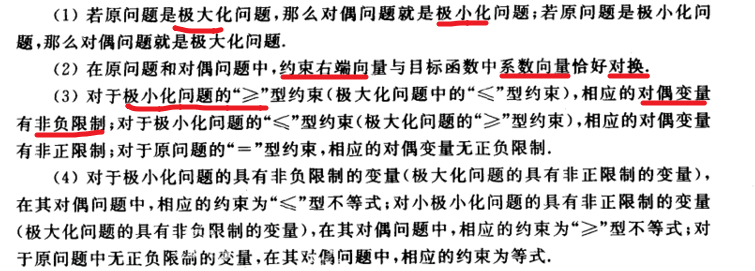 (1) 若原问题是极大化问题,那么对偶问题就是极小化问题;若原问题是极小化问
题,那么对偶问题就是极大化问题.
(2) 在原问题和对偶问题中,约束右端向量与目标函数中系数向量恰好对换.
(3) 对于极小化问题的“≥”型约束(极大化问题中的“≤”型约束),相应的对偶变量
有非负限制;对于极小化问题的“≤”型约束(极大化问题的“≥”型约束),相应的对偶变量
有非正限制;对于原问题的“=”型约束,相应的对偶变量无正负限制.
(4) 对于极小化问题的具有非负限制的变量(极大化问题的具有非正限制的变量),
在其对偶问题中,相应的约束为“≤”型不等式;对小极小化问题的具有非正限制的变量
(极大化问题的具有非负限制的变量),在其对偶问题中,相应的约束为“≥”型不等式;对
于原问题中无正负限制的变量,在其对偶问题中,相应的约束为等式.